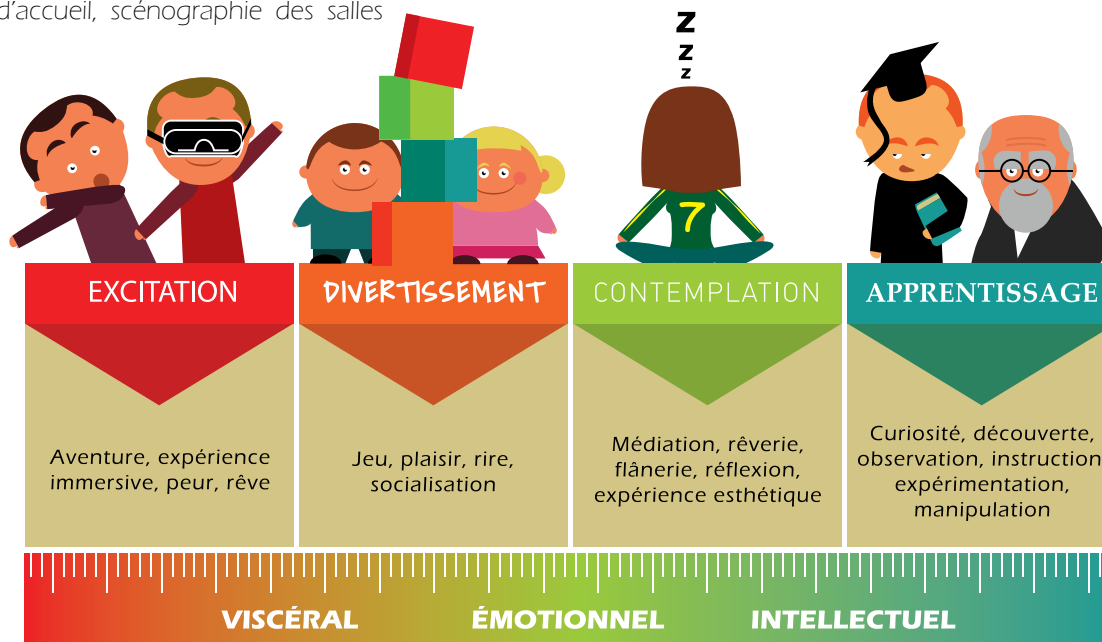 d'accueil, scénographie des salles
z
z
z
7
EXCITATION
DIVERTISSEMENT
CONTEMPLATION
APPRENTISSAGE
Aventure, expérience
immersive, peur, rêve
Jeu, plaisir, rire,
socialisation
Médiation, rêverie,
flânerie, réflexion,
expérience esthétique
Curiosité, découverte,
observation, instruction
expérimentation,
manipulation
VISCÉRAL ÉMOTIONNEL INTELLECTUEL